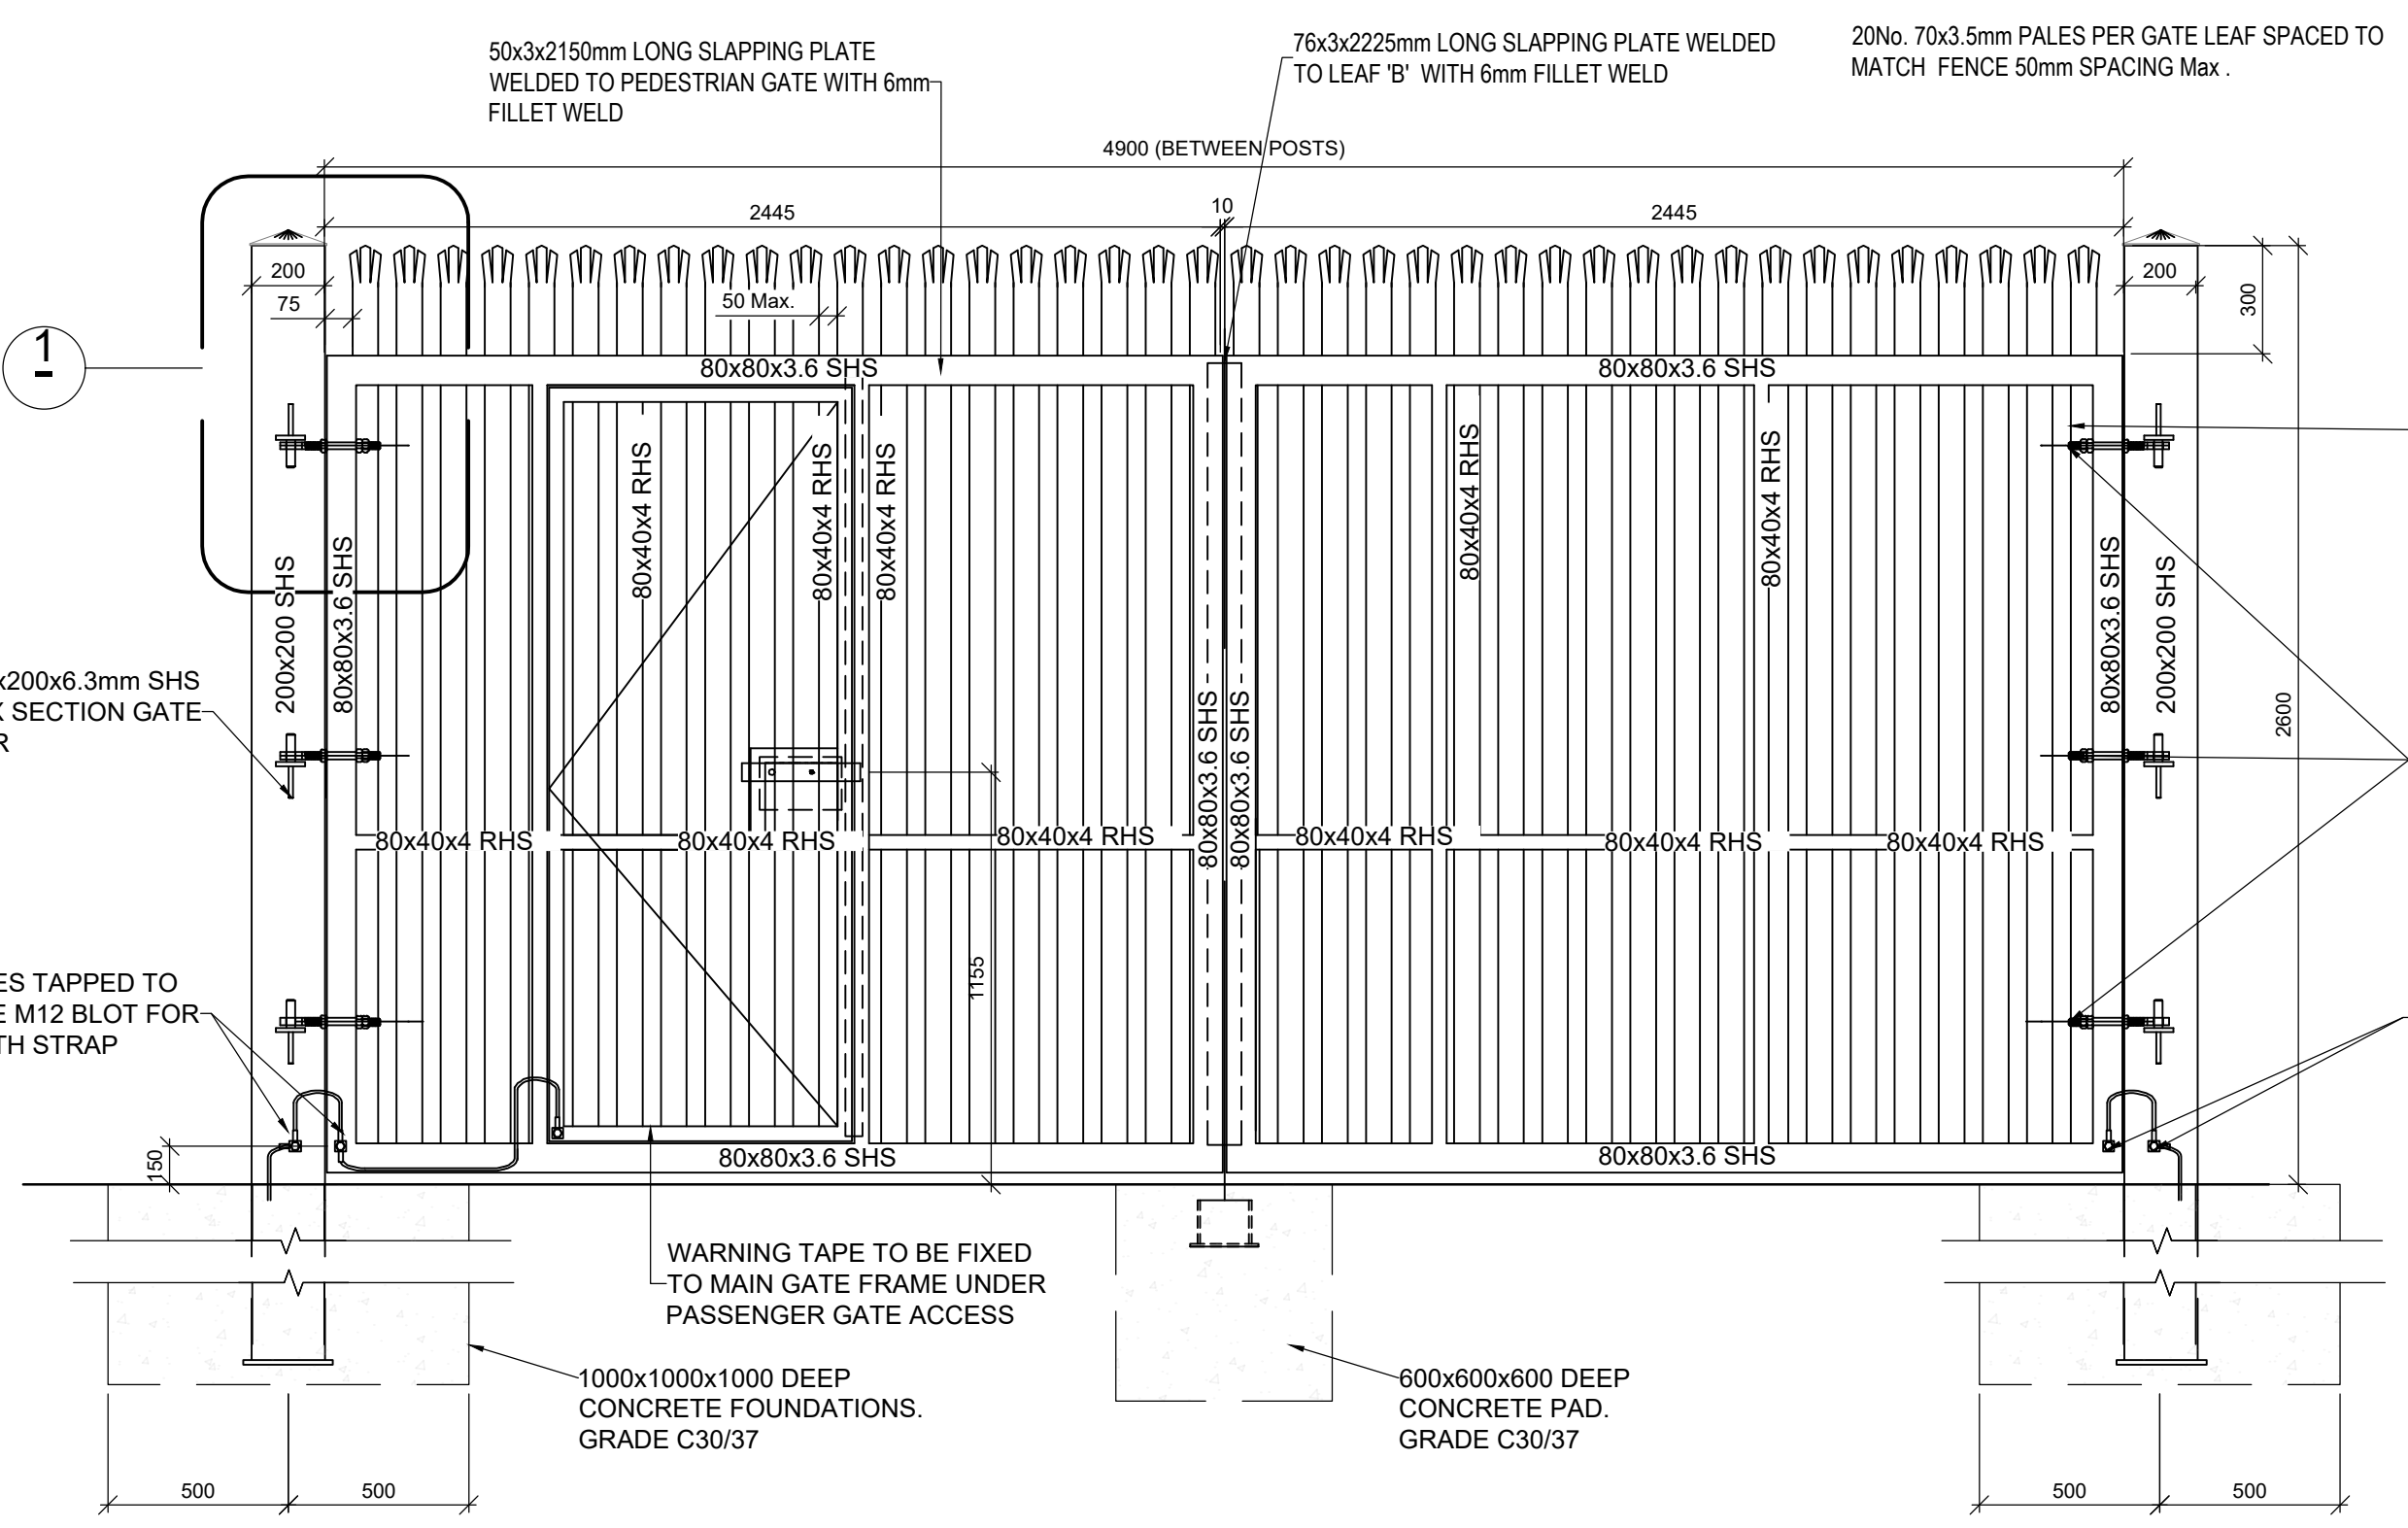 50x3x2150mm LONG SLAPPING PLATE
WELDED TO PEDESTRIAN GATE WITH 6mm
FILLET WELD
76x3x2225mm LONG SLAPPING PLATE WELDED
TO LEAF 'B' WITH 6mm FILLET WELD
20No. 70x3.5mm PALES PER GATE LEAF SPACED TO
MATCH FENCE 50mm SPACING Max .
4900 (BETWEEN POSTS)
2445
10
2445
200
75
50 Max.
200
300
1
80x80x3.6 SHS
80x80x3.6 SHS
200x200 SHS
80x80x3.6 SHS
80x40x4 RHS
80x40x4 RHS
80x40x4 RHS
80x80x3.6 SHS
80x80x3.6 SHS
80x40x4 RHS
80x40x4 RHS
80x80x3.6 SHS
200x200 SHS
2600
x200x6.3mm SHS
X SECTION GATE
R
80x40x4 RHS
80x40x4 RHS
80x40x4 RHS
80x40x4 RHS
80x40x4 RHS
80x40x4 RHS
1155
ES TAPPED TO
E M12 BLOT FOR
TH STRAP
150
80x80x3.6 SHS
80x80x3.6 SHS
WARNING TAPE TO BE FIXED
TO MAIN GATE FRAME UNDER
PASSENGER GATE ACCESS
1000x1000x1000 DEEP
CONCRETE FOUNDATIONS.
GRADE C30/37
600x600x600 DEEP
CONCRETE PAD.
GRADE C30/37
500
500
500
500